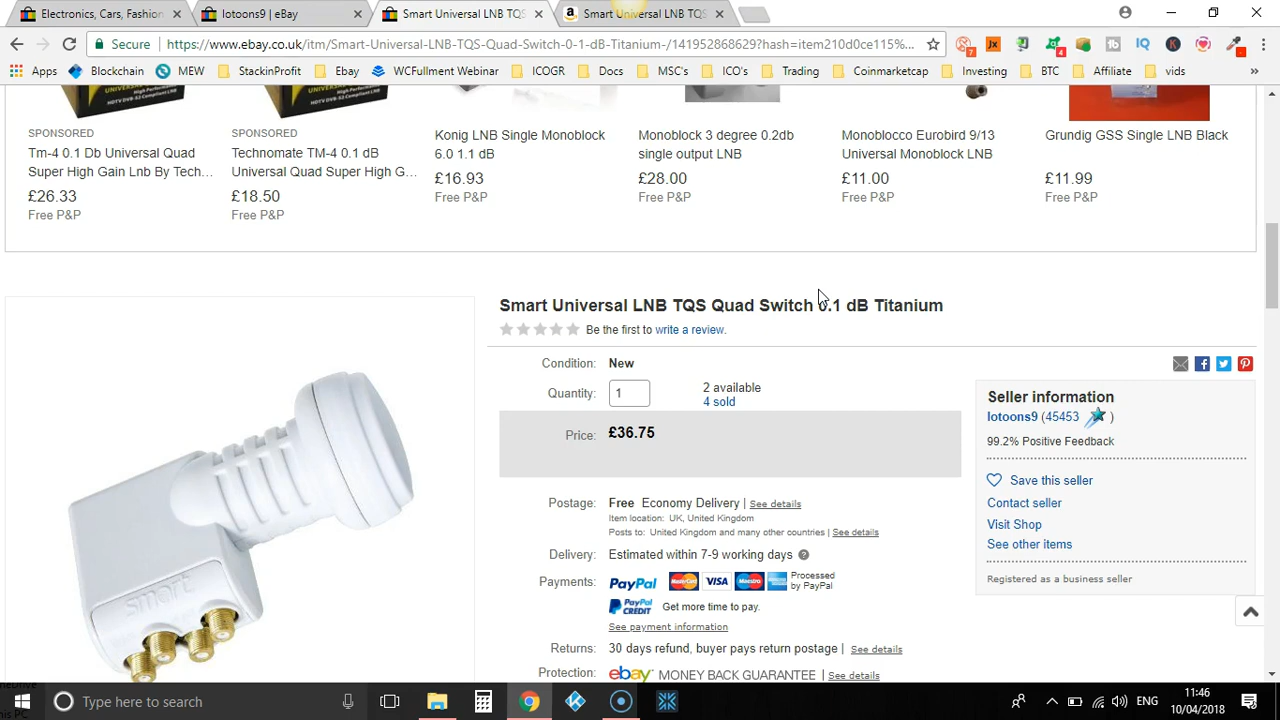 Electronics, Cars, Fashion
lotoons9 | eBay
Smart Universal LNB TQS
Smart Universal LNB TQS
Secure
https://www.ebay.co.uk/itm/Smart-Universal-LNB-TQS-Quad-Switch-0-1-dB-Titanium-/141952868629?hash=item210d0ce115%...
Apps Blockchain MEW StackinProfit Ebay WCFullment Webinar ICOGR Docs MSC's ICO's Trading Coinmarketcap Investing BTC Affiliate vids »
SPONSORED
Tm-4 0.1 Db Universal Quad
Super High Gain Lnb By Tech...
£26.33
Free P&P
SPONSORED
Technomate TM-4 0.1 dB
Universal Quad Super High G...
£18.50
Free P&P
Konig LNB Single Monoblock
6.0 1.1 dB
£16.93
Free P&P
Monoblock 3 degree 0.2db
single output LNB
£28.00
Free P&P
Monoblocco Eurobird 9/13
Universal Monoblock LNB
£11.00
Free P&P
Grundig GSS Single LNB Black
£11.99
Free P&P
Smart Universal LNB TQS Quad Switch 0.1 dB Titanium
Be the first to write a review.
Condition: New
Quantity: 1 2 available
4 sold
Price: £36.75
Postage: Free Economy Delivery | See details
Item location: UK, United Kingdom
Posts to: United Kingdom and many other countries | See details
Delivery: Estimated within 7-9 working days
Payments: PayPal MasterCard VISA Maestro Processed by PayPal
PayPal CREDIT Get more time to pay.
See payment information
Returns: 30 days refund, buyer pays return postage | See details
Protection: ebay MONEY BACK GUARANTEE | See details
Seller information
lotoons9 (45453 )
99.2% Positive Feedback
Save this seller
Contact seller
Visit Shop
See other items
Registered as a business seller
smart
Type here to search
ENG
11:46
10/04/2018